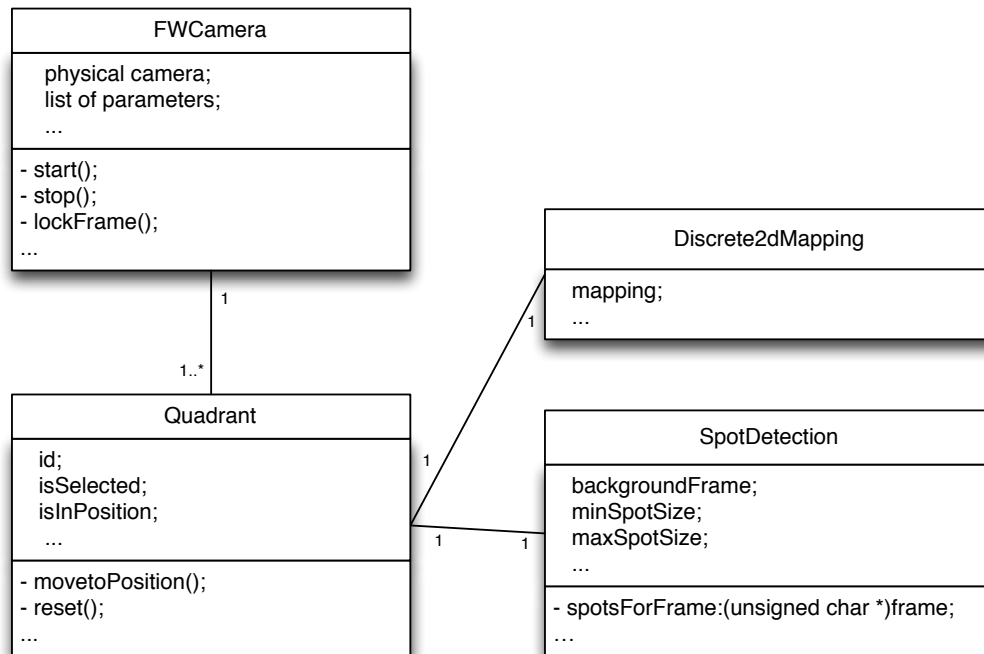 FWCamera
physical camera;
list of parameters;
...
- start();
- stop();
- lockFrame();
...
1
1..*
Quadrant
id;
isSelected;
isInPosition;
...
- movetoPosition();
- reset();
...
1
1
1
1
Discrete2dMapping
mapping;
...
SpotDetection
backgroundFrame;
minSpotSize;
maxSpotSize;
...
- spotsForFrame:(unsigned char *)frame;
...